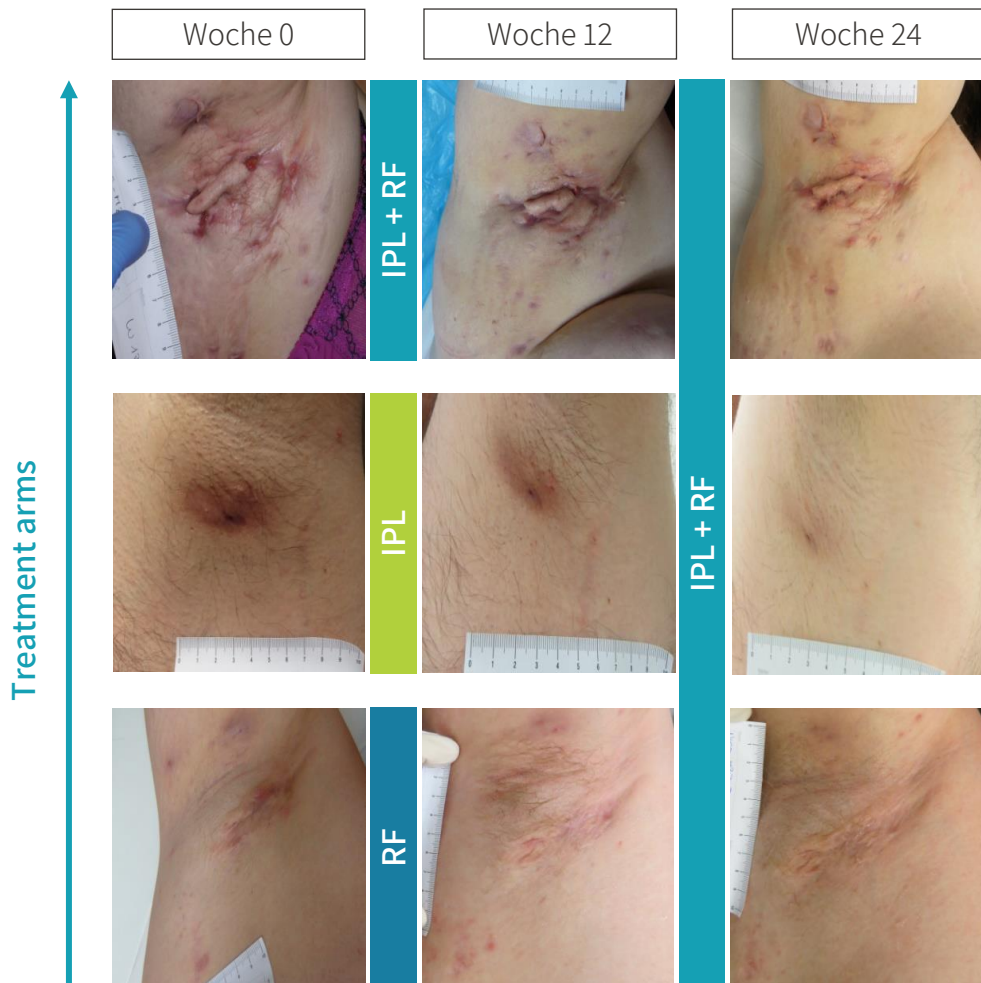 Woche 0
Woche 12
Woche 24
Treatment arms
IPL + RF
IPL
RF
IPL + RF